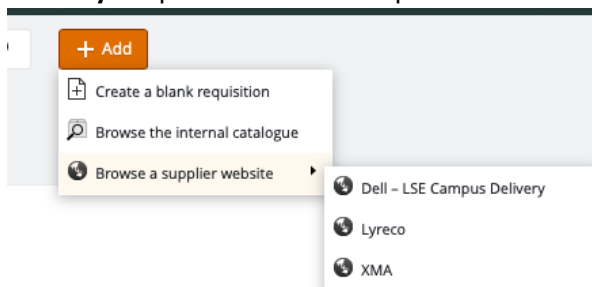 + Add
Create a blank requisition
Browse the internal catalogue
Browse a supplier website
Dell – LSE Campus Delivery
Lyreco
XMA